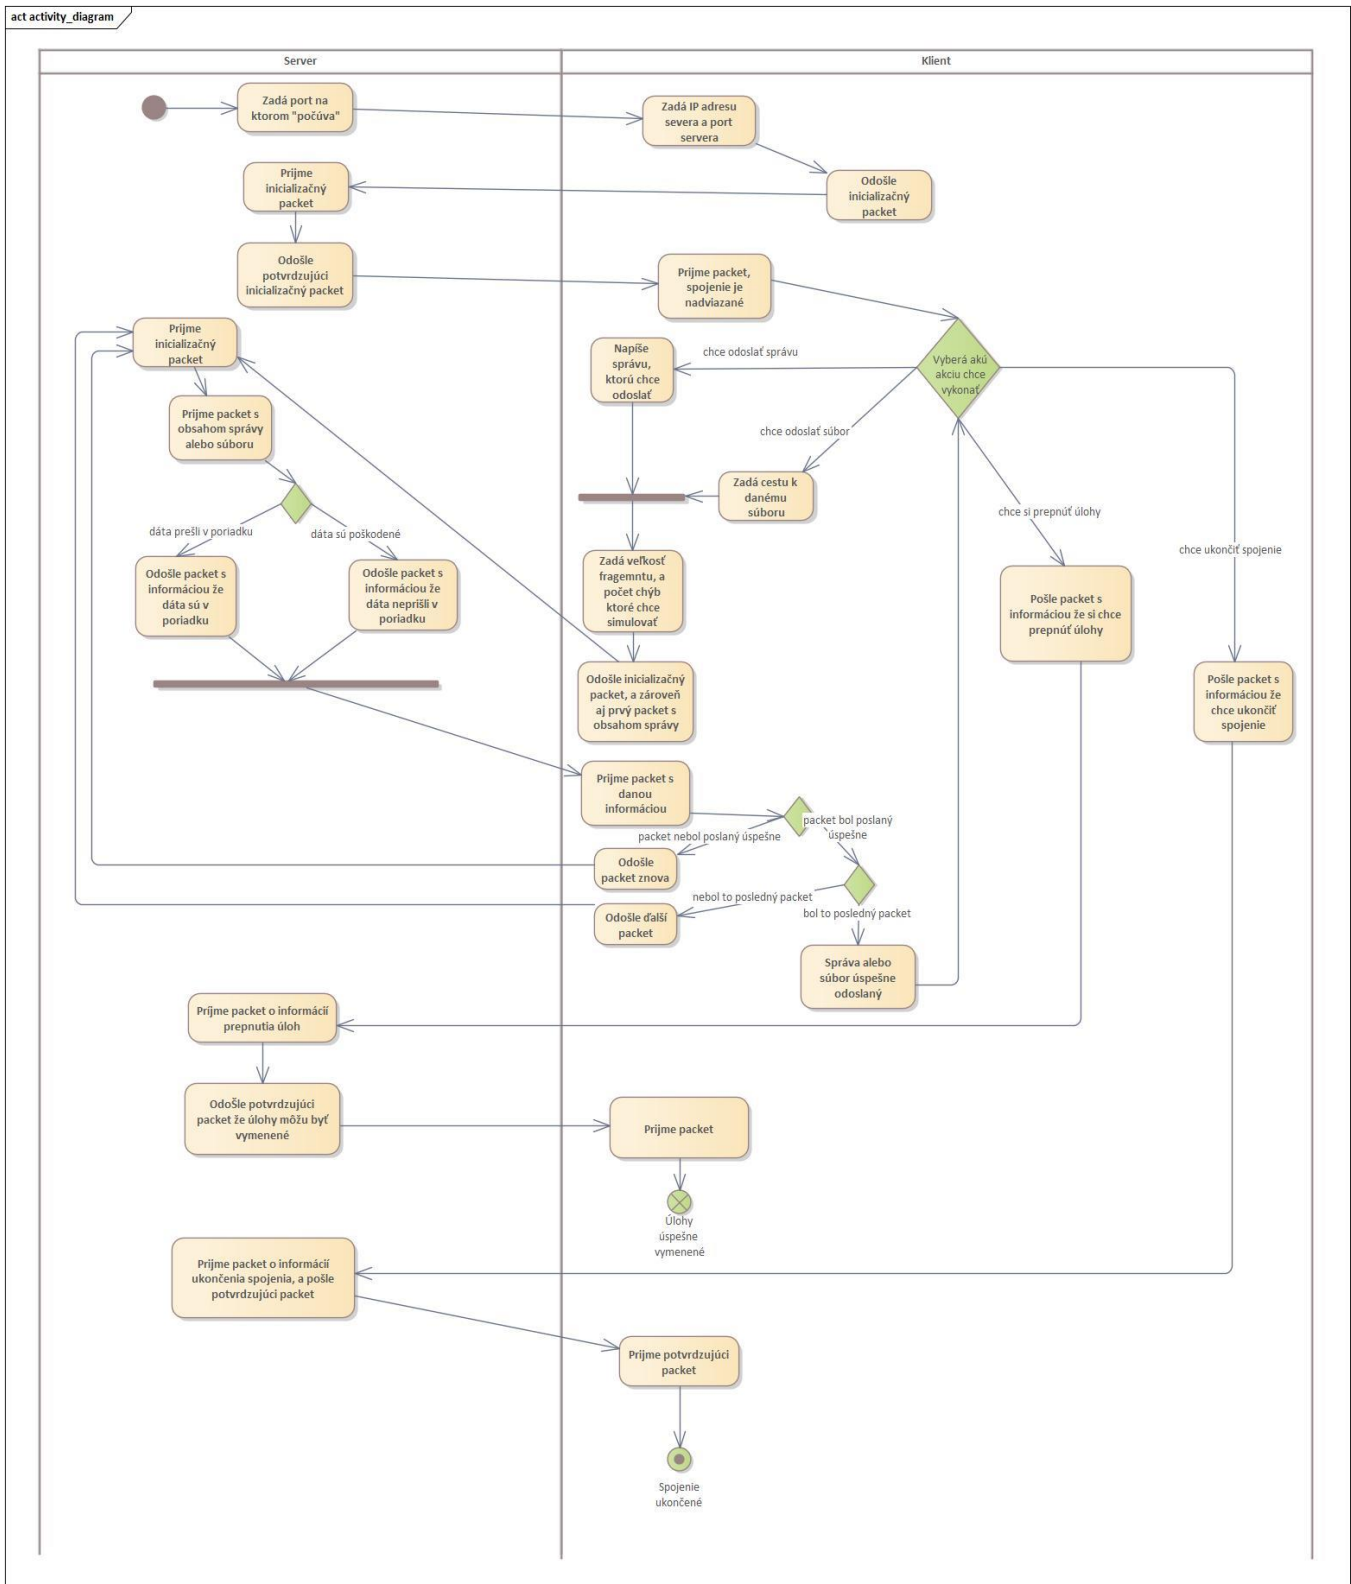 act activity_diagram
Server
Klient
Zadá port na
ktorom "počúva"
Zadá IP adresu
severa a port
servera
Prijme
inicializačný
packet
Odošle
inicializačný
packet
Odošle
potvrdzujúci
inicializačný packet
Prijme packet,
spojenie je
nadviazané
Prijme
inicializačný
packet
Napíše
správu,
ktorú chce
odoslať
chce odoslať správu
Vyberá akú
akciu chce
vykonať
Prijme packet s
obsahom správy
alebo súboru
chce odoslať súbor
Zadá cestu k
danému
súboru
chce si prepnúť úlohy
dáta prešli v poriadku
dáta sú poškodené
chce ukončiť spojenie
Odošle packet s
informáciou že
dáta sú v
poriadku
Odošle packet s
informáciou že
dáta neprišli v
poriadku
Zadá veľkosť
fragemntu, a
počet chýb
ktoré chce
simulovať
Pošle packet s
informáciou že si chce
prepnúť úlohy
Odošle inicializačný
packet, a zároveň
aj prvý packet s
obsahom správy
Pošle packet s
informáciou že
chce ukončiť
spojenie
Prijme packet s
danou
informáciou
packet bol poslaný
úspešne
packet nebol poslaný úspešne
Odošle
packet znova
nebol to posledný packet
bol to posledný packet
Odošle ďalší
packet
Správa alebo
súbor úspešne
odoslaný
Príjme packet o informácií
prepnutia úloh
OdoŠle potvrdzujúci
packet že úlohy môžu byť
vymenené
Prijme packet
Úlohy
úspešne
vymenené
Prijme packet o informácií
ukončenia spojenia, a pošle
potvrdzujúci packet
Prijme potvrdzujúci
packet
Spojenie
ukončené